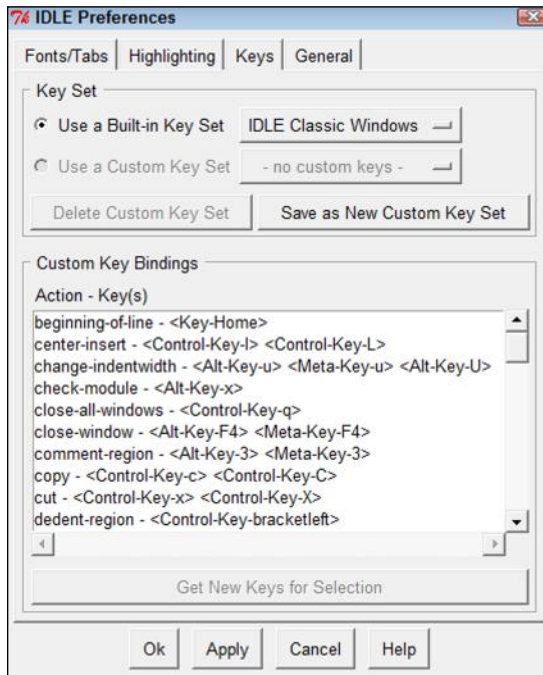 IDLE Preferences
Fonts/Tabs Highlighting Keys General
Key Set
Use a Built-in Key Set IDLE Classic Windows
Use a Custom Key Set - no custom keys -
Delete Custom Key Set Save as New Custom Key Set
Custom Key Bindings
Action - Key(s)
beginning-of-line - <Key-Home>
center-insert - <Control-Key-l> <Control-Key-L>
change-indentwidth - <Alt-Key-u> <Meta-Key-u> <Alt-Key-U>
check-module - <Alt-Key-x>
close-all-windows - <Control-Key-q>
close-window - <Alt-Key-F4> <Meta-Key-F4>
comment-region - <Alt-Key-3> <Meta-Key-3>
copy - <Control-Key-c> <Control-Key-C>
cut - <Control-Key-x> <Control-Key-X>
dedent-region - <Control-Key-bracketleft>
Get New Keys for Selection
Ok Apply Cancel Help